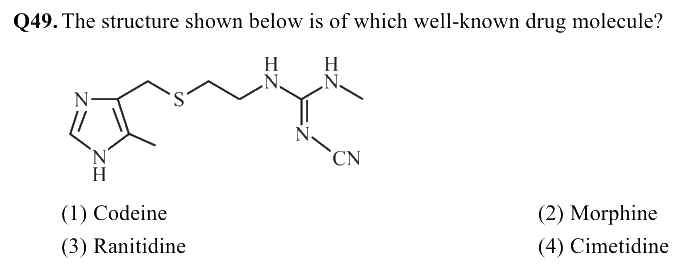 Q49. The structure shown below is of which well-known drug molecule?
H H
N N
N S
N
N CN
H
(1) Codeine (2) Morphine
(3) Ranitidine (4) Cimetidine